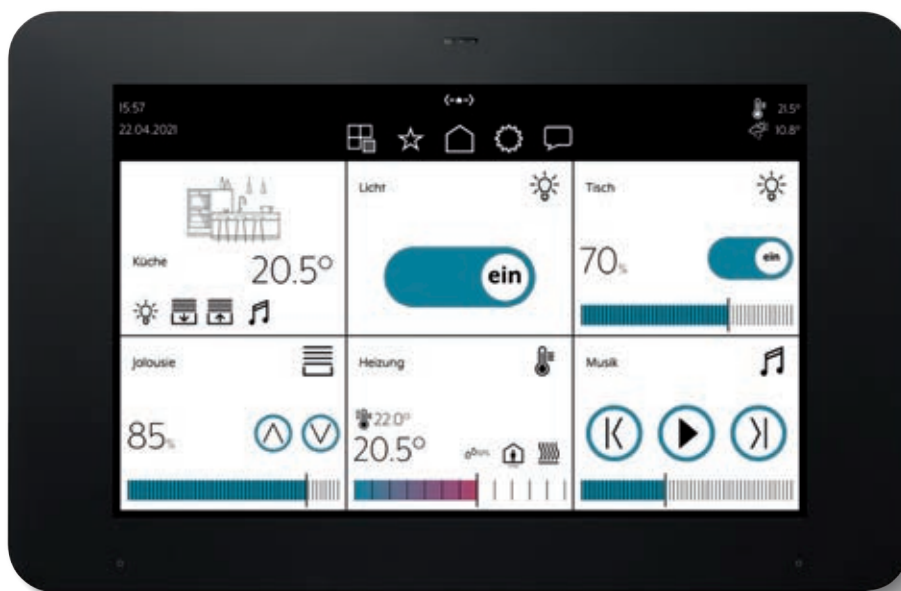 15:57
22.04.2021
21.5°
10.8°
Küche
20.5°
Licht
ein
Tisch
70%
ein
Jalousie
85%
Heizung
22.0°
20.5°
Musik